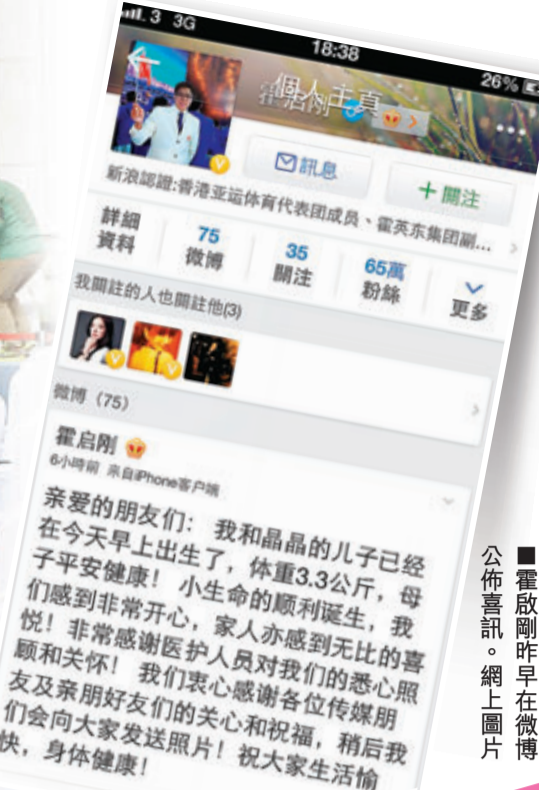 3 3G
18:38
26%
個人主頁
霍启刚
訊息
+ 關注
新浪認證:香港亚运体育代表团成员、霍英东集团副...
詳細資料
75 微博
35 關注
65萬 粉絲
更多
我關註的人也關註他(3)
微博 (75)
霍启刚
6小時前 来自iPhone客户端
亲爱的朋友们: 我和晶晶的儿子已经
在今天早上出生了,体重3.3公斤,母
子平安健康! 小生命的顺利诞生,我
们感到非常开心,家人亦感到无比的喜
悦!非常感谢医护人员对我们的悉心照
顾和关怀! 我们衷心感谢各位传媒朋
友及亲朋好友们的关心和祝福,稍后我
们会向大家发送照片!祝大家生活愉
快,身体健康!
■霍啟剛昨早在微博
公佈喜訊。網上圖片